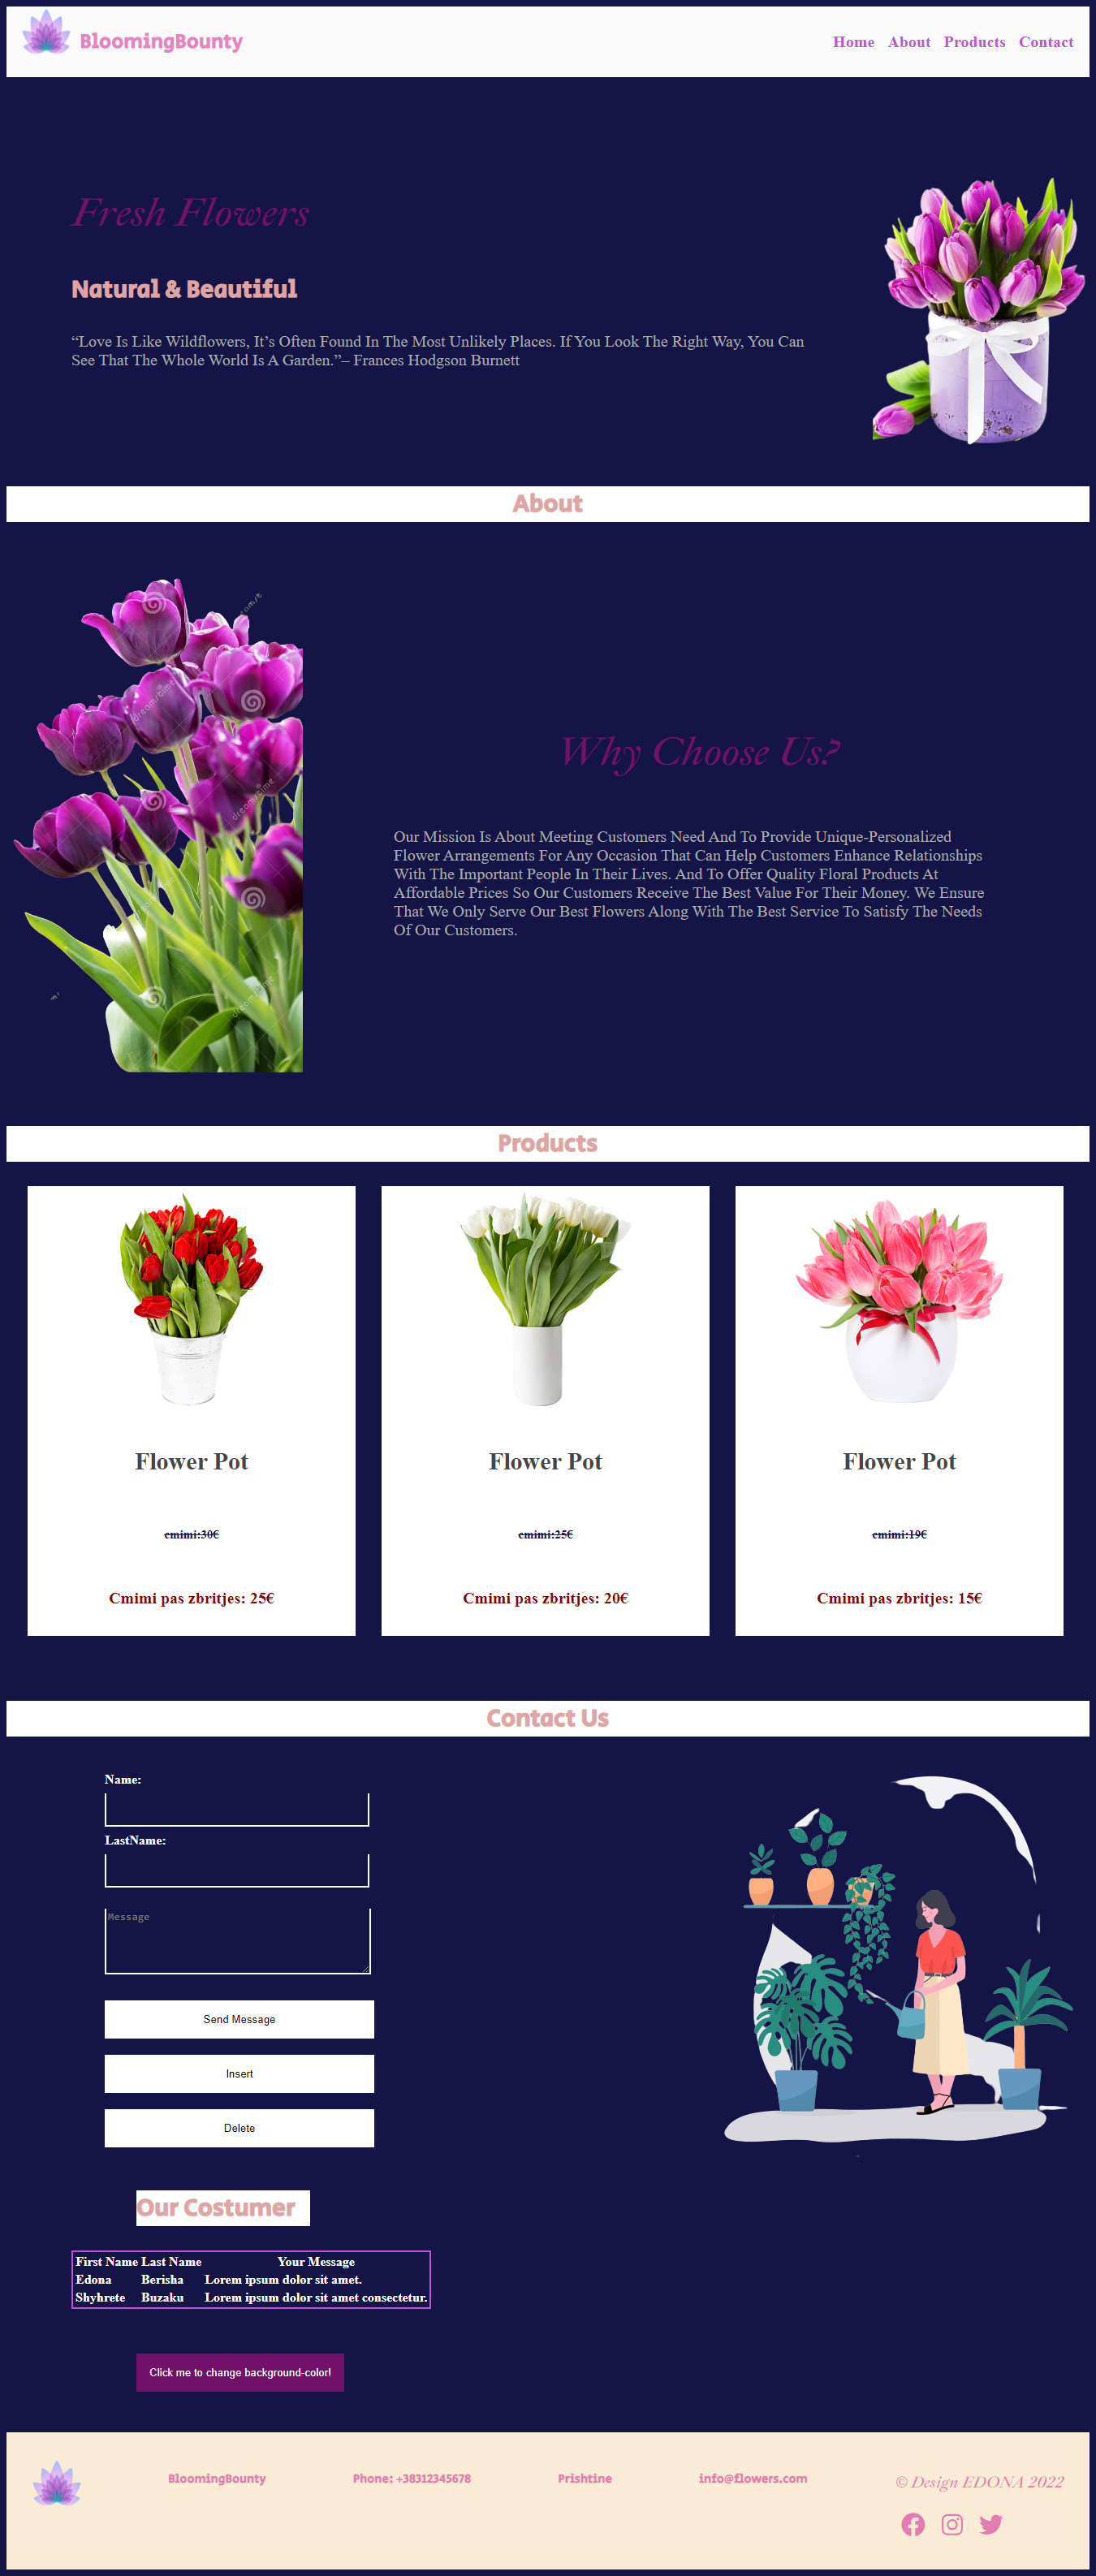 BloomingBounty
Home About Products Contact
Fresh Flowers
Natural & Beautiful
“Love Is Like Wildflowers, It’s Often Found In The Most Unlikely Places. If You Look The Right Way, You Can
See That The Whole World Is A Garden.”– Frances Hodgson Burnett
About
dreamstime
dreamstime
dreamstime
Why Choose Us?
Our Mission Is About Meeting Customers Need And To Provide Unique-Personalized
Flower Arrangements For Any Occasion That Can Help Customers Enhance Relationships
With The Important People In Their Lives. And To Offer Quality Floral Products At
Affordable Prices So Our Customers Receive The Best Value For Their Money. We Ensure
That We Only Serve Our Best Flowers Along With The Best Service To Satisfy The Needs
Of Our Customers.
Products
Flower Pot
cmimi:30€
Cmimi pas zbritjes: 25€
Flower Pot
cmimi:25€
Cmimi pas zbritjes: 20€
Flower Pot
cmimi:19€
Cmimi pas zbritjes: 15€
Contact Us
Name:
LastName:
Message
Send Message
Insert
Delete
Our Costumer
First Name Last Name Your Message
Edona Berisha Lorem ipsum dolor sit amet.
Shyhrete Buzaku Lorem ipsum dolor sit amet consectetur.
Click me to change background-color!
BloomingBounty Phone: +38312345678 Prishtine info@flowers.com © Design EDONA 2022